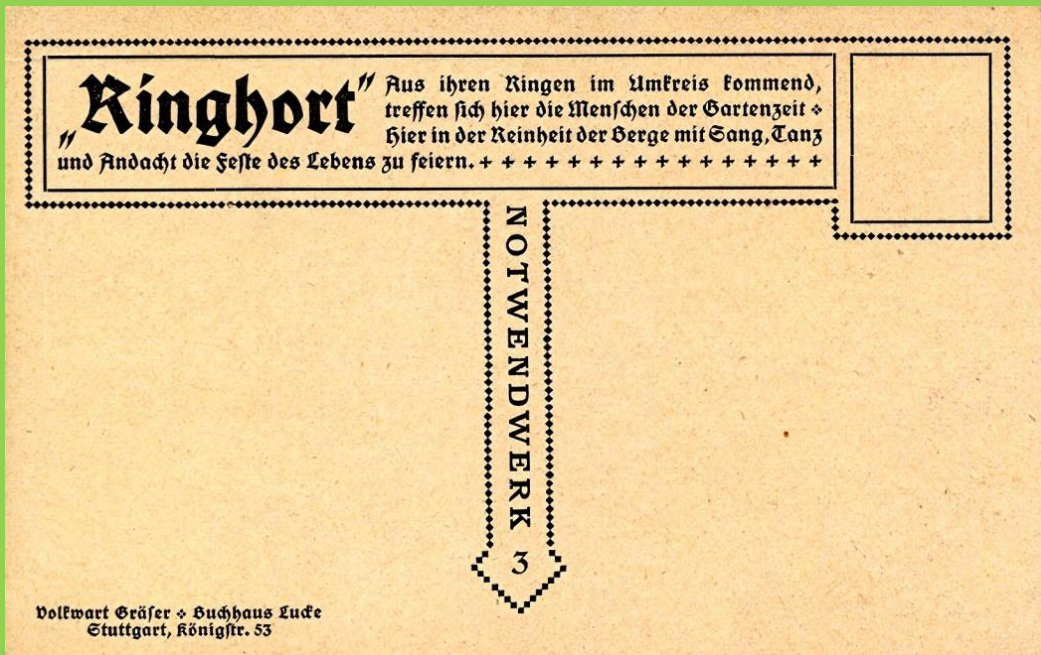 „Ringhort” Aus ihren Ringen im Umkreis kommend,
treffen sich hier die Menschen der Gartenzeit ❖
Hier in der Reinheit der Berge mit Sang, Tanz
und Andacht die Feste des Lebens zu feiern. + + + + + + + + + + + + + + +
NOTWENDWERK 3
Volkwart Gräser ❖ Buchhaus Lucke
Stuttgart, Königstr. 53